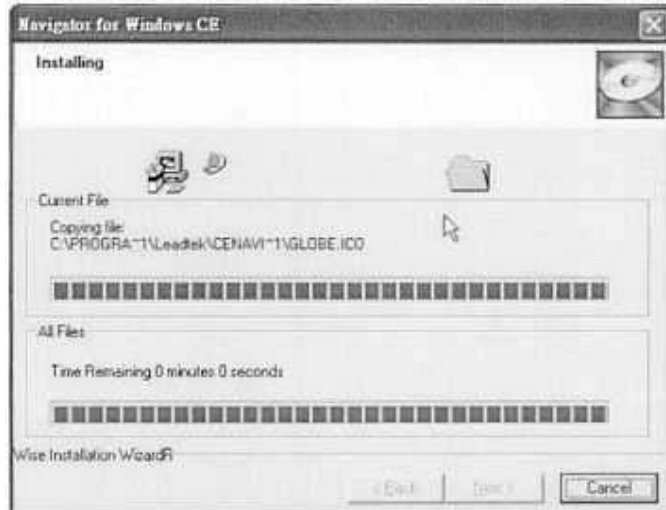 Navigator for Windows CE
Installing
Current File
Copying file:
C:\PROGRA~1\Leadtek\CENAVI~1\GLOBE.ICO
All Files
Time Remaining 0 minutes 0 seconds
Wise Installation WizardR
< Back
Next >
Cancel